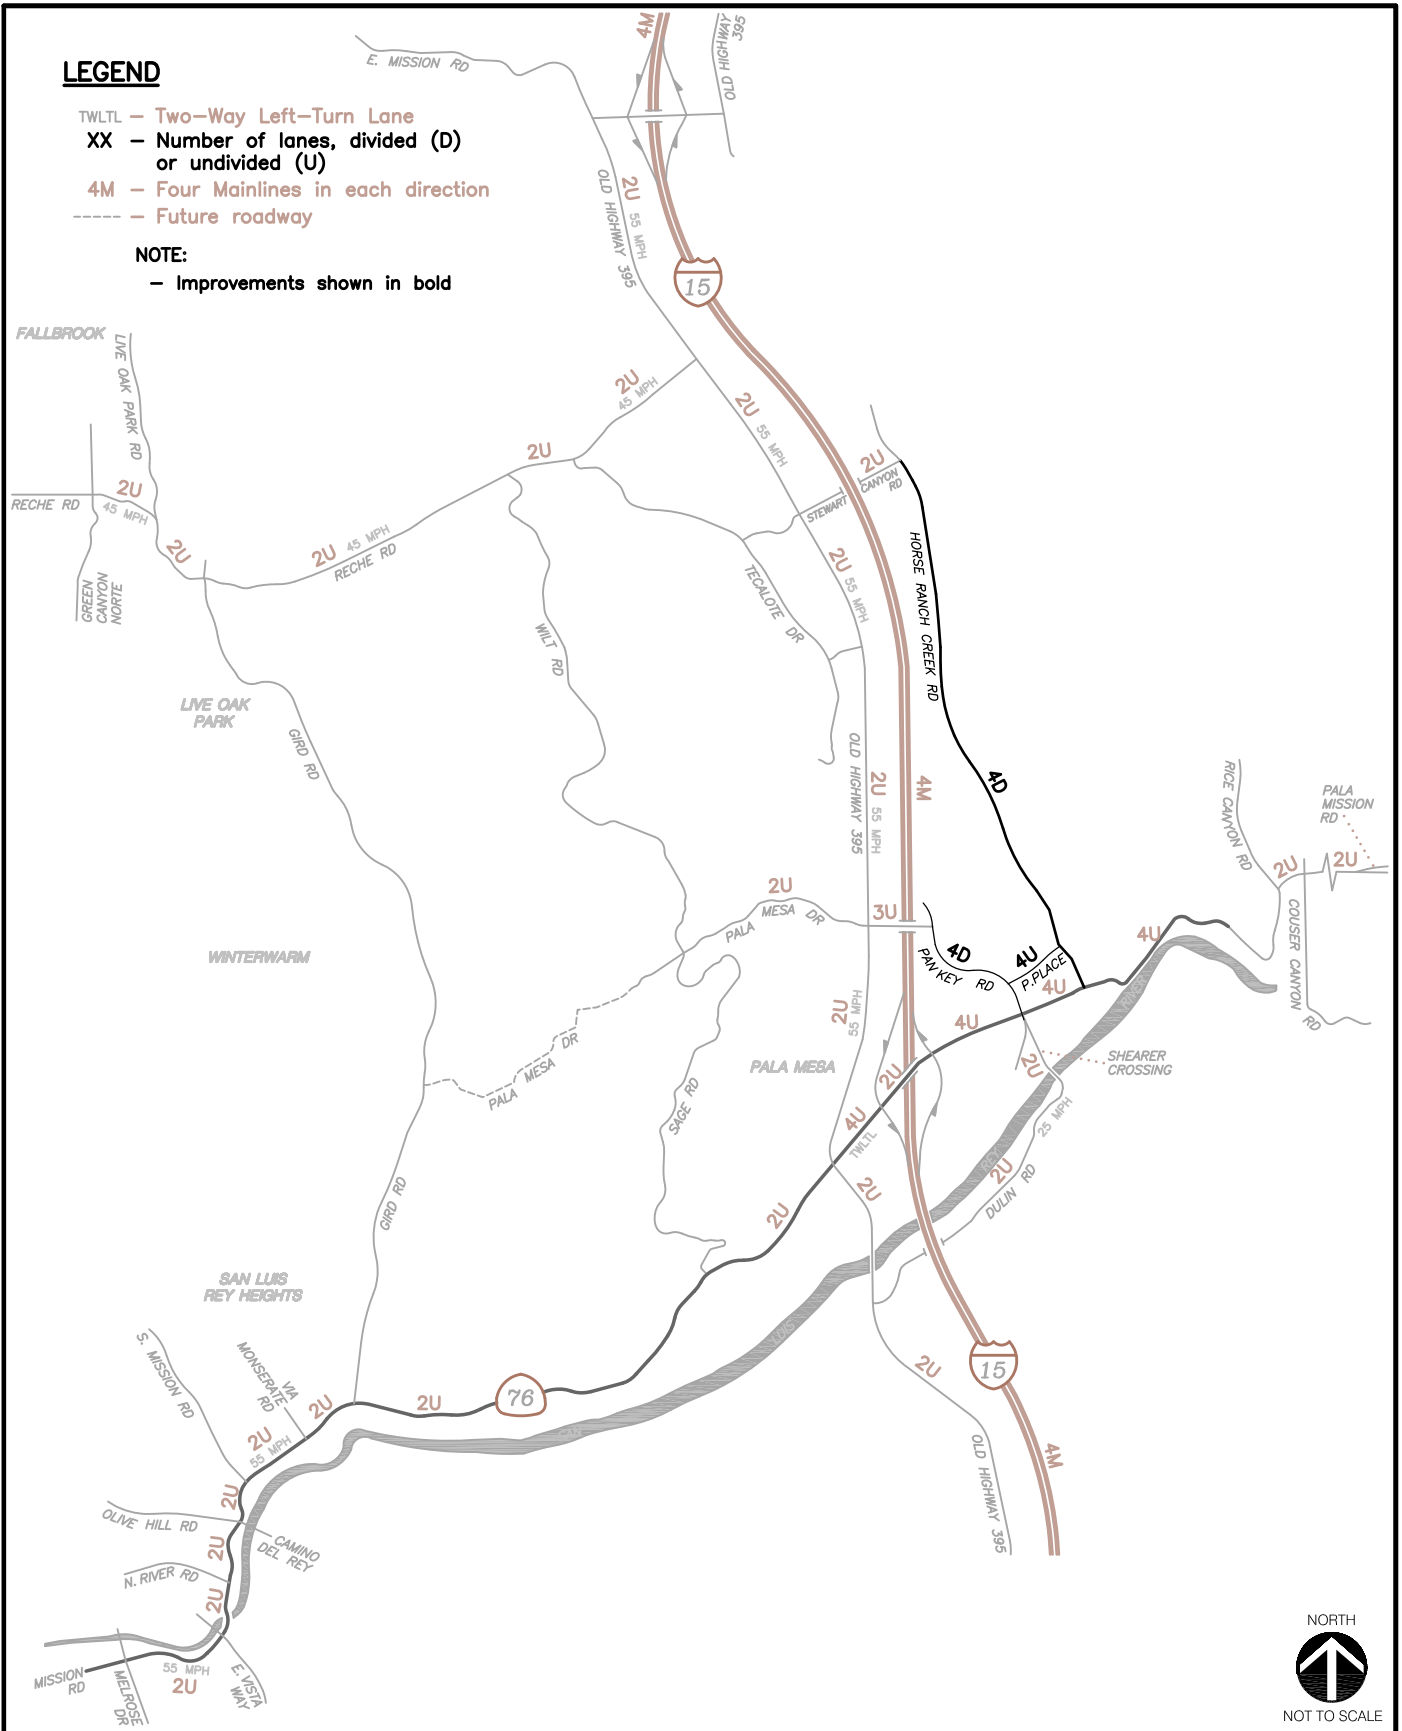 LEGEND
TWLTL – Two-Way Left-Turn Lane
XX – Number of lanes, divided (D)
or undivided (U)
4M – Four Mainlines in each direction
----- – Future roadway
NOTE:
– Improvements shown in bold
E. MISSION RD
4M
OLD HIGHWAY
395
2U
55 MPH
OLD HIGHWAY 395
15
FALLBROOK
LIVE OAK PARK RD
2U
45 MPH
2U
55 MPH
2U
2U
STEWART
CANYON
RD
RECHE RD
2U
45 MPH
2U
2U
45 MPH
RECHE RD
GREEN
CANYON
NORTE
WILT RD
TECALOTE DR
2U
55 MPH
HORSE RANCH CREEK RD
LIVE OAK
PARK
GIRD RD
OLD HIGHWAY 395
2U
55 MPH
4M
4D
RICE CANYON RD
PALA
MISSION
RD
2U
2U
COUSER CANYON RD
2U
PALA MESA DR
3U
4D
PANKEY RD
4U
P.PLACE
4U
4U
WINTERWARM
2U
55 MPH
4U
RIVER
PALA MESA DR
PALA MESA
SAGE RD
2U
2U
SHEARER
CROSSING
25 MPH
4U
TWLTL
REY
2U
DULIN RD
2U
2U
GIRD RD
SAN LUIS
REY HEIGHTS
LUIS
S. MISSION RD
MONSERATE
RD
VIA
2U
2U
76
15
2U
2U
55 MPH
SAN
OLD HIGHWAY 395
4M
2U
OLIVE HILL RD
2U
CAMINO
DEL REY
N. RIVER RD
2U
MISSION
RD
55 MPH
2U
MELROSE
DR
E. VISTA
WAY
NORTH
NOT TO SCALE